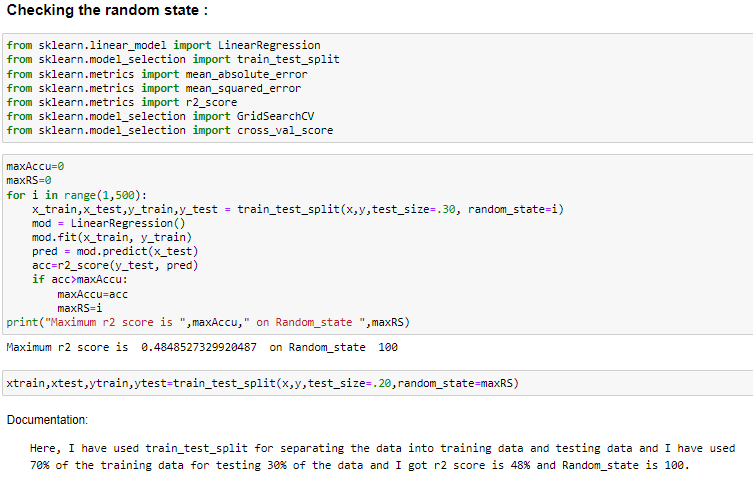 Checking the random state :
from sklearn.linear_model import LinearRegression
from sklearn.model_selection import train_test_split
from sklearn.metrics import mean_absolute_error
from sklearn.metrics import mean_squared_error
from sklearn.metrics import r2_score
from sklearn.model_selection import GridSearchCV
from sklearn.model_selection import cross_val_score
maxAccu=0
maxRS=0
for i in range(1,500):
    x_train,x_test,y_train,y_test = train_test_split(x,y,test_size=.30, random_state=i)
    mod = LinearRegression()
    mod.fit(x_train, y_train)
    pred = mod.predict(x_test)
    acc=r2_score(y_test, pred)
    if acc>maxAccu:
        maxAccu=acc
        maxRS=i
print("Maximum r2 score is ",maxAccu," on Random_state ",maxRS)
Maximum r2 score is  0.4848527329920487  on Random_state  100
xtrain,xtest,ytrain,ytest=train_test_split(x,y,test_size=.20,random_state=maxRS)
Documentation:
Here, I have used train_test_split for separating the data into training data and testing data and I have used
70% of the training data for testing 30% of the data and I got r2 score is 48% and Random_state is 100.